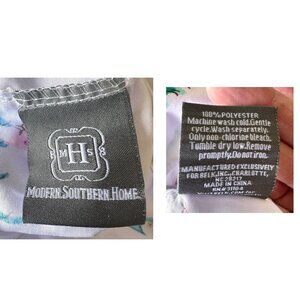 M H S
MODERN SOUTHERN HOME
100% POLYESTER
Machine wash cold. Gentle
cycle. Wash separately.
Only non-chlorine bleach.
Tumble dry low. Remove
promptly. Do not iron.
MANUFACTURED EXCLUSIVELY
FOR BELK, INC., CHARLOTTE,
NC 28217
MADE IN CHINA